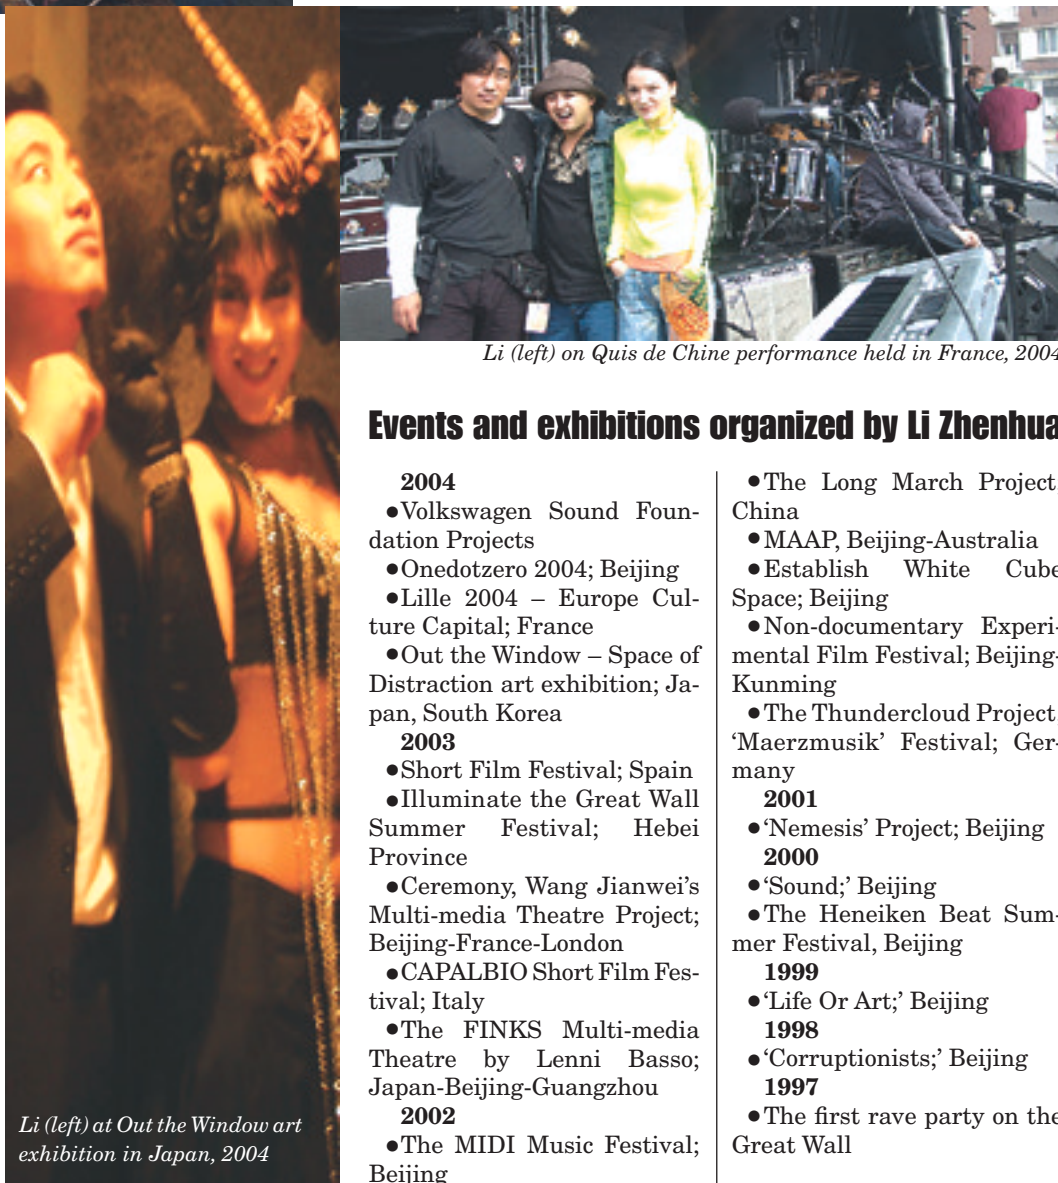 Li (left) on Quis de Chine performance held in France, 2004
Events and exhibitions organized by Li Zhenhua
2004
●Volkswagen Sound Foun-
dation Projects
●Onedotzero 2004; Beijing
●Lille 2004 – Europe Cul-
ture Capital; France
●Out the Window – Space of
Distraction art exhibition; Ja-
pan, South Korea
2003
●Short Film Festival; Spain
●Illuminate the Great Wall
Summer Festival; Hebei
Province
●Ceremony, Wang Jianwei's
Multi-media Theatre Project;
Beijing-France-London
●CAPALBIO Short Film Fes-
tival; Italy
●The FINKS Multi-media
Theatre by Lenni Basso;
Japan-Beijing-Guangzhou
2002
●The MIDI Music Festival;
Beijing
●The Long March Project,
China
●MAAP, Beijing-Australia
●Establish White Cube
Space; Beijing
●Non-documentary Experi-
mental Film Festival; Beijing-
Kunming
●The Thundercloud Project,
'Maerzmusik' Festival; Ger-
many
2001
●'Nemesis' Project; Beijing
2000
●'Sound;' Beijing
●The Heneiken Beat Sum-
mer Festival, Beijing
1999
●'Life Or Art;' Beijing
1998
●'Corruptionists;' Beijing
1997
●The first rave party on the
Great Wall
Li (left) at Out the Window art
exhibition in Japan, 2004